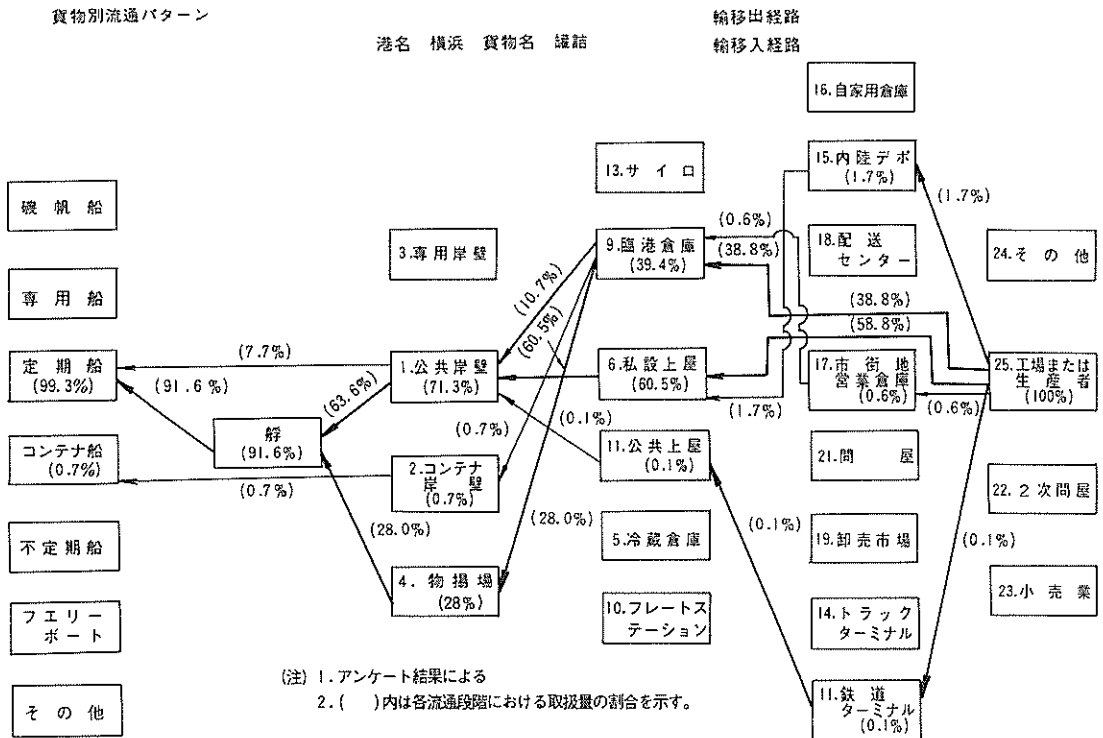 貨物別流通パターン
輸移出経路
港名 横浜 貨物名 罐詰
輸移入経路
磯帆船
専用船
定期船
(99.3%)
コンテナ船
(0.7%)
不定期船
フエリー
ボート
その他
(7.7%)
(91.6%)
艀
(91.6%)
(0.7%)
(63.6%)
(28.0%)
3.専用岸壁
1.公共岸壁
(71.3%)
2.コンテナ
岸壁
(0.7%)
4.物揚場
(28%)
(10.7%)
(60.5%)
(0.1%)
(0.7%)
(28.0%)
13.サイロ
9.臨港倉庫
(39.4%)
6.私設上屋
(60.5%)
11.公共上屋
(0.1%)
5.冷蔵倉庫
10.フレートス
テーション
(0.6%)
(38.8%)
(1.7%)
(0.1%)
16.自家用倉庫
15.内陸デポ
(1.7%)
18.配送
センター
17.市街地
営業倉庫
(0.6%)
21.問屋
19.卸売市場
14.トラック
ターミナル
11.鉄道
ターミナル
(0.1%)
(1.7%)
(38.8%)
(58.8%)
(0.6%)
(0.1%)
24.その他
25.工場または
生産者
(100%)
22.2次問屋
23.小売業
(注) 1.アンケート結果による
2.( )内は各流通段階における取扱量の割合を示す。